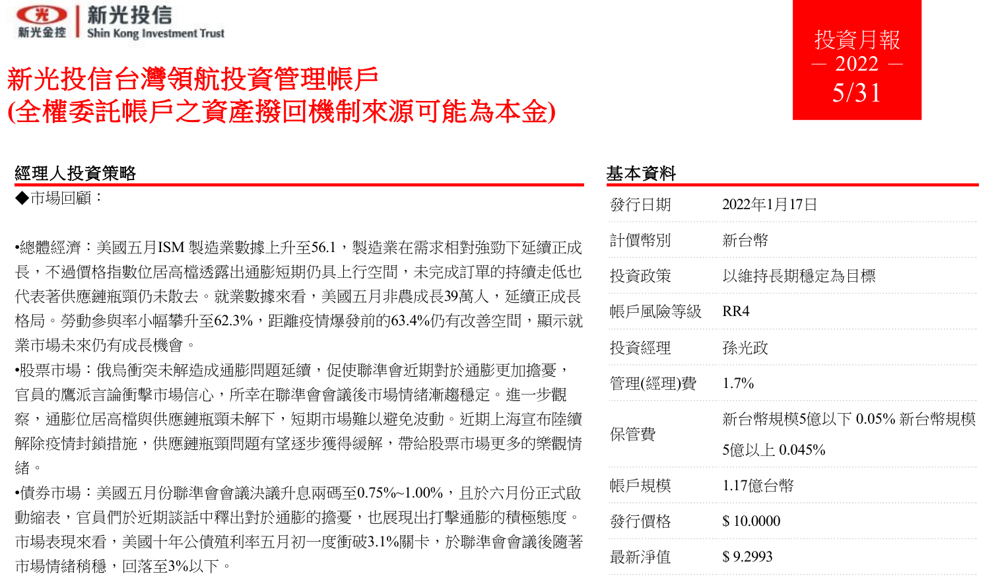 新光金控
新光投信
Shin Kong Investment Trust
投資月報
— 2022 —
5/31
新光投信台灣領航投資管理帳戶
(全權委託帳戶之資產撥回機制來源可能為本金)
經理人投資策略
◆市場回顧：
•總體經濟：美國五月ISM 製造業數據上升至56.1，製造業在需求相對強勁下延續正成
長，不過價格指數位居高檔透露出通膨短期仍具上行空間，未完成訂單的持續走低也
代表著供應鏈瓶頸仍未散去。就業數據來看，美國五月非農成長39萬人，延續正成長
格局。勞動參與率小幅攀升至62.3%，距離疫情爆發前的63.4%仍有改善空間，顯示就
業市場未來仍有成長機會。
•股票市場：俄烏衝突未解造成通膨問題延續，促使聯準會近期對於通膨更加擔憂，
官員的鷹派言論衝擊市場信心，所幸在聯準會會議後市場情緒漸趨穩定。進一步觀
察，通膨位居高檔與供應鏈瓶頸未解下，短期市場難以避免波動。近期上海宣布陸續
解除疫情封鎖措施，供應鏈瓶頸問題有望逐步獲得緩解，帶給股票市場更多的樂觀情
緒。
•債券市場：美國五月份聯準會會議決議升息兩碼至0.75%~1.00%，且於六月份正式啟
動縮表，官員們於近期談話中釋出對於通膨的擔憂，也展現出打擊通膨的積極態度。
市場表現來看，美國十年公債殖利率五月初一度衝破3.1%關卡，於聯準會會議後隨著
市場情緒稍穩，回落至3%以下。
基本資料
發行日期 2022年1月17日
計價幣別 新台幣
投資政策 以維持長期穩定為目標
帳戶風險等級 RR4
投資經理 孫光政
管理(經理)費 1.7%
保管費 新台幣規模5億以下 0.05% 新台幣規模
5億以上 0.045%
帳戶規模 1.17億台幣
發行價格 $ 10.0000
最新淨值 $ 9.2993